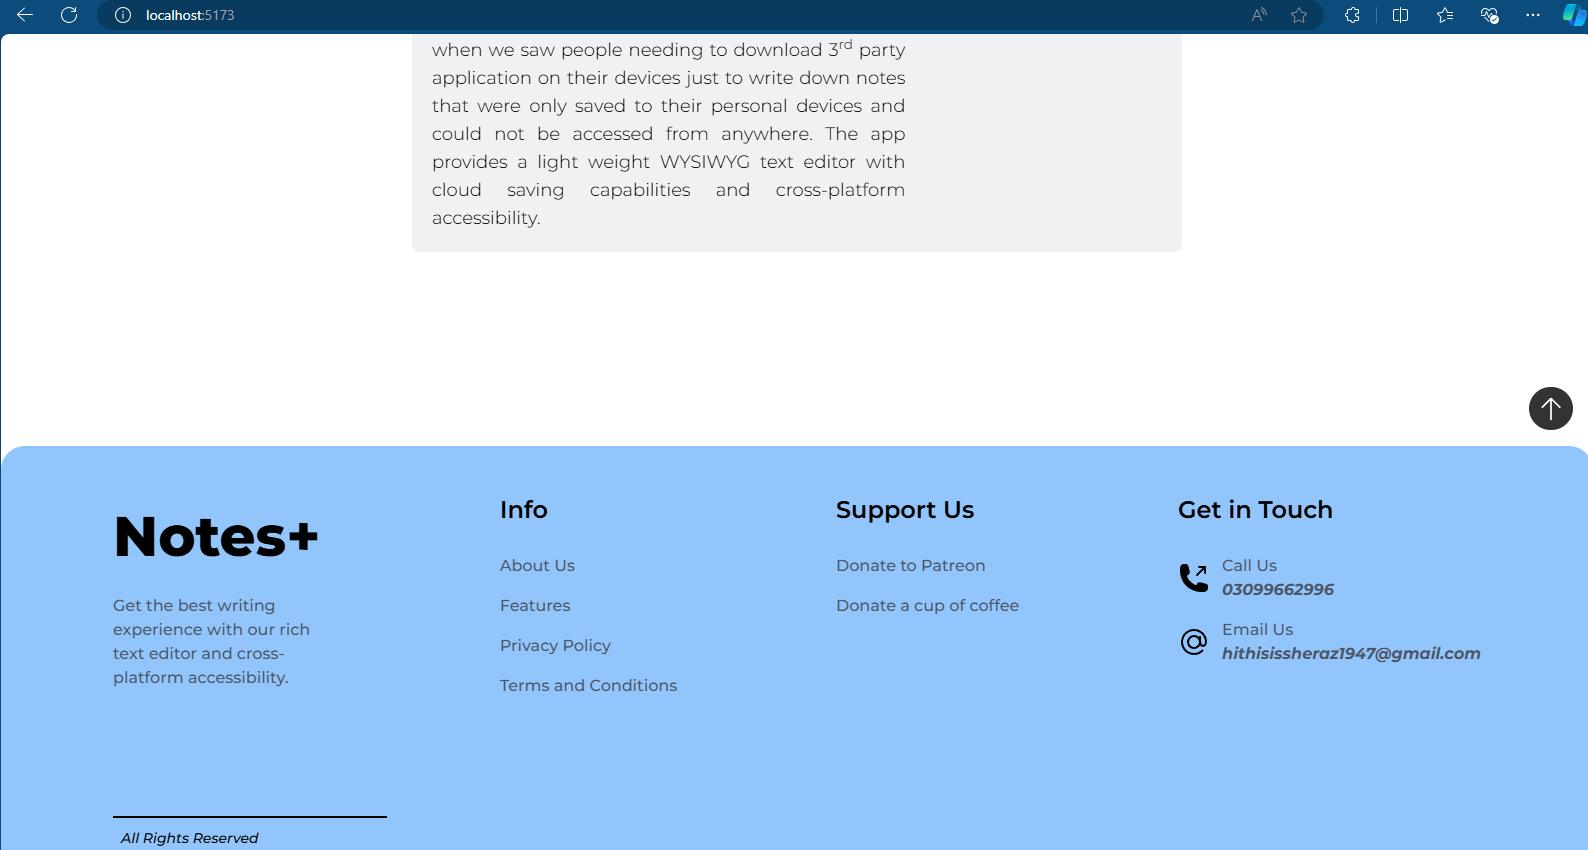 localhost:5173
when we saw people needing to download 3rd party
application on their devices just to write down notes
that were only saved to their personal devices and
could not be accessed from anywhere. The app
provides a light weight WYSIWYG text editor with
cloud saving capabilities and cross-platform
accessibility.
Notes+
Get the best writing
experience with our rich
text editor and cross-
platform accessibility.
Info
About Us
Features
Privacy Policy
Terms and Conditions
Support Us
Donate to Patreon
Donate a cup of coffee
Get in Touch
Call Us
03099662996
Email Us
hithisissheraz1947@gmail.com
All Rights Reserved